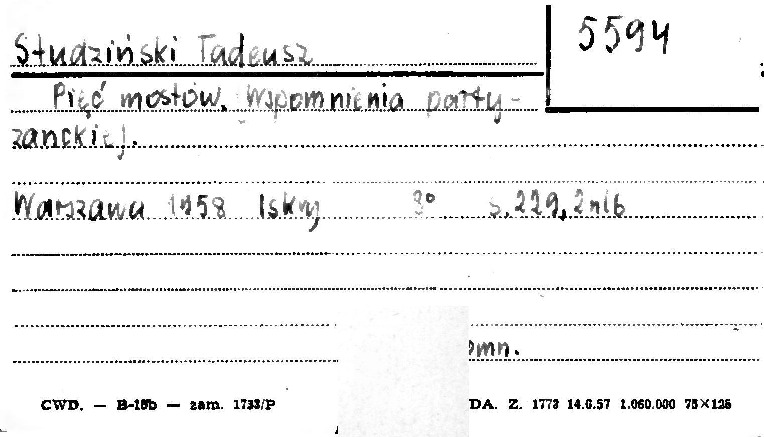 5594
Studziński Tadeusz
Pięć mostów. Wspomnienia party-
zanckiej.
Warszawa 1958 Iskry 8° s. 229, 2 nlb
omn.
CWD. — B-16b — zam. 1733/P DA. Z. 1773 14.6.57 1.060.000 75×125